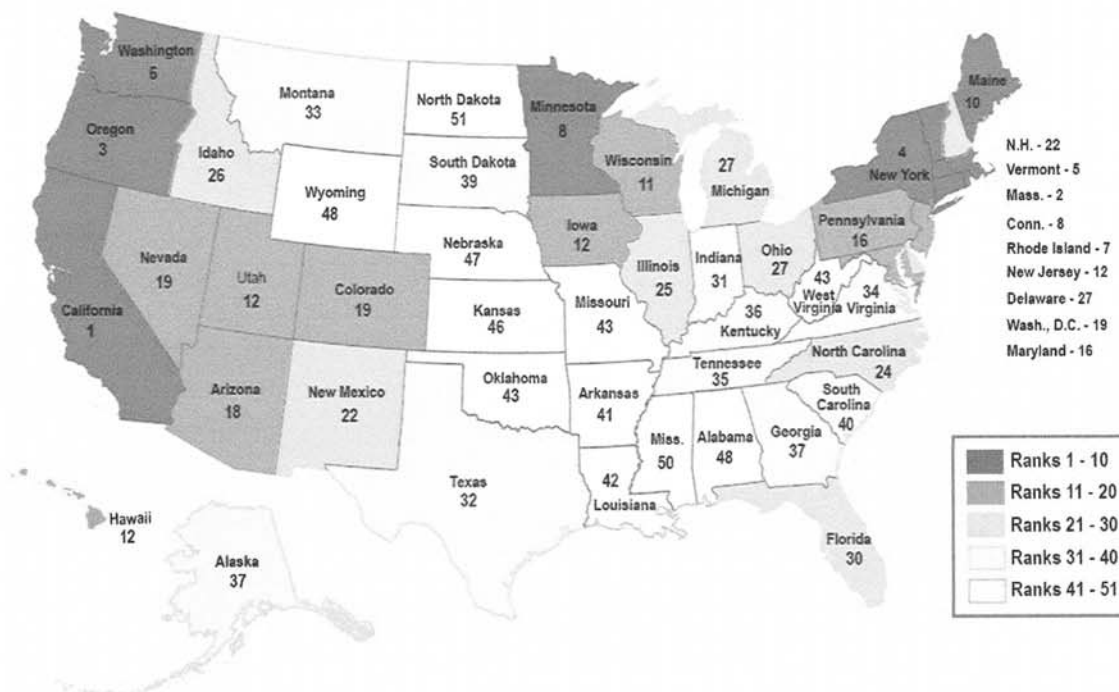 Washington
6
Oregon
3
California
1
Nevada
19
Idaho
26
Montana
33
Wyoming
48
Utah
12
Colorado
19
Arizona
18
New Mexico
22
North Dakota
51
South Dakota
39
Nebraska
47
Kansas
46
Oklahoma
43
Texas
32
Minnesota
8
Iowa
12
Missouri
43
Arkansas
41
42
Louisiana
Wisconsin
11
Illinois
25
27
Michigan
Indiana
31
Ohio
27
36
Kentucky
Tennessee
35
Miss.
50
Alabama
48
Georgia
37
Florida
30
South
Carolina
40
North Carolina
24
43
West
Virginia
34
Virginia
Pennsylvania
16
4
New York
Maine
10
N.H. - 22
Vermont - 5
Mass. - 2
Conn. - 8
Rhode Island - 7
New Jersey - 12
Delaware - 27
Wash., D.C. - 19
Maryland - 16
Hawaii
12
Alaska
37
Ranks 1 - 10
Ranks 11 - 20
Ranks 21 - 30
Ranks 31 - 40
Ranks 41 - 51